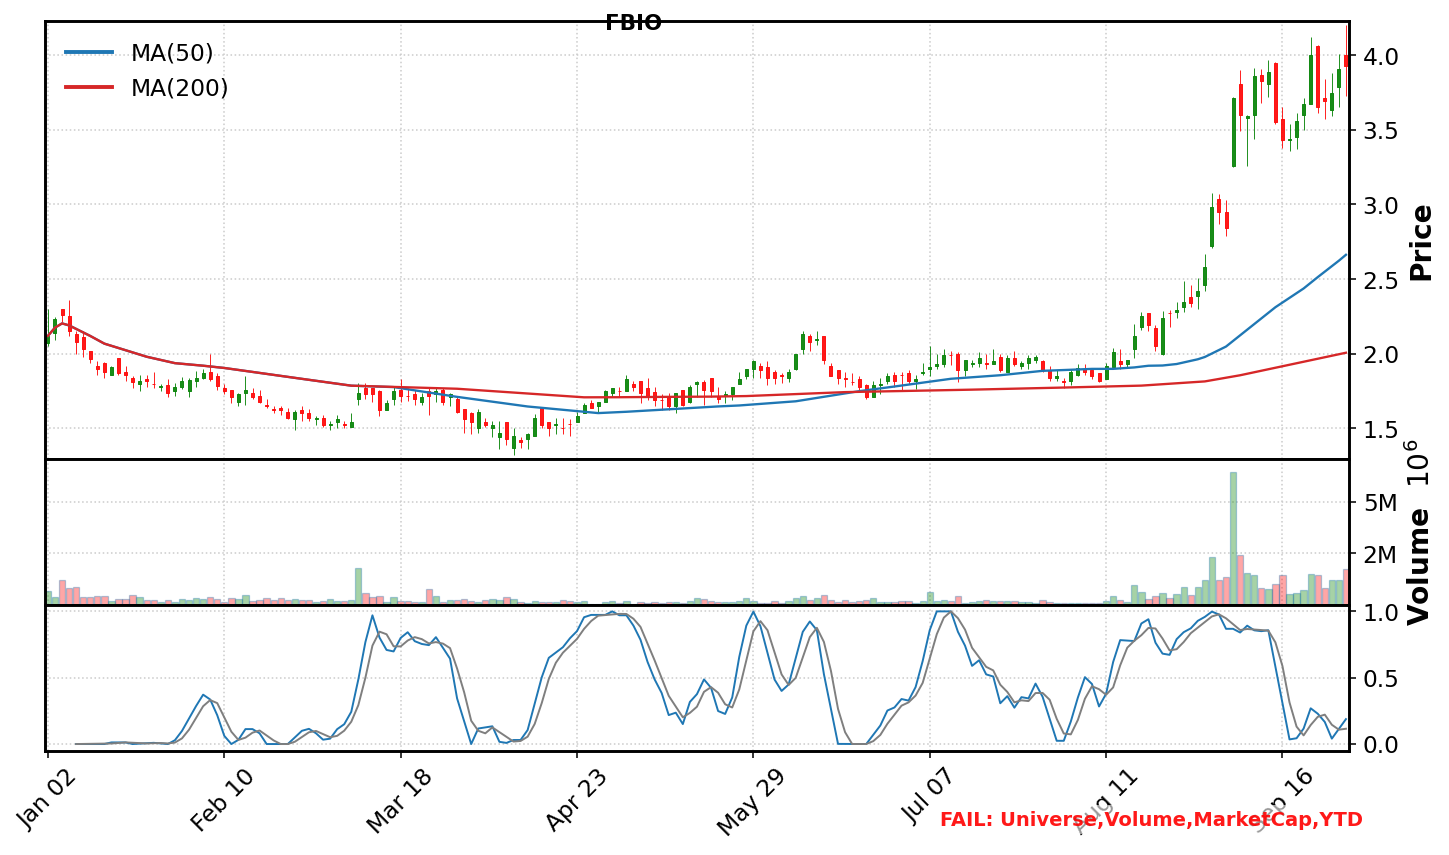 FBIO
MA(50)
MA(200)
4.0
3.5
3.0
2.5
2.0
1.5
Price
5M
2M
Volume 10^6
1.0
0.5
0.0
Jan 02
Feb 10
Mar 18
Apr 23
May 29
Jul 07
Aug 11
Sep 16
FAIL: Universe,Volume,MarketCap,YTD